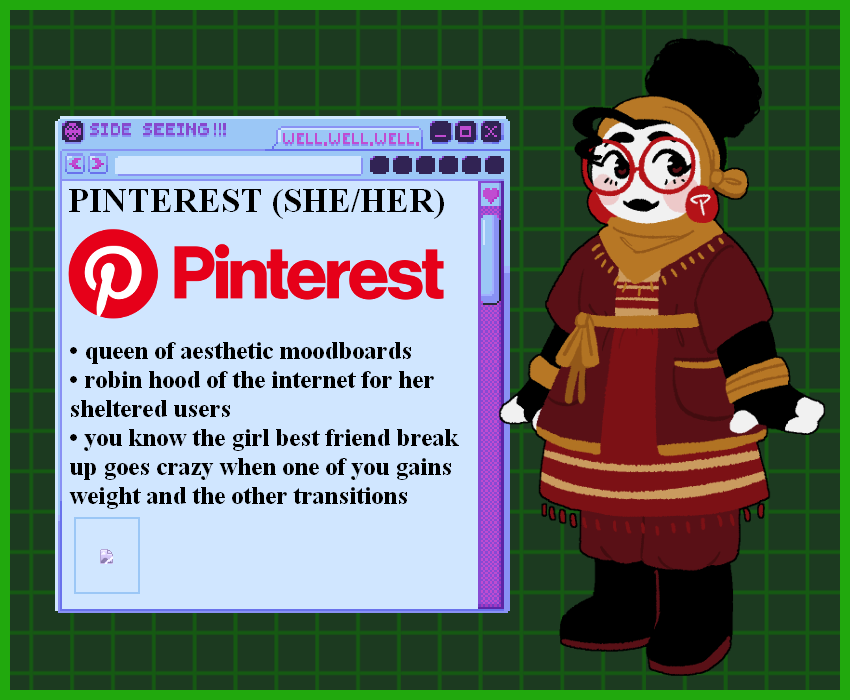 SIDE SEEING!!!
WELL.WELL.WELL.
PINTEREST (SHE/HER)
Pinterest
• queen of aesthetic moodboards
• robin hood of the internet for her
sheltered users
• you know the girl best friend break
up goes crazy when one of you gains
weight and the other transitions